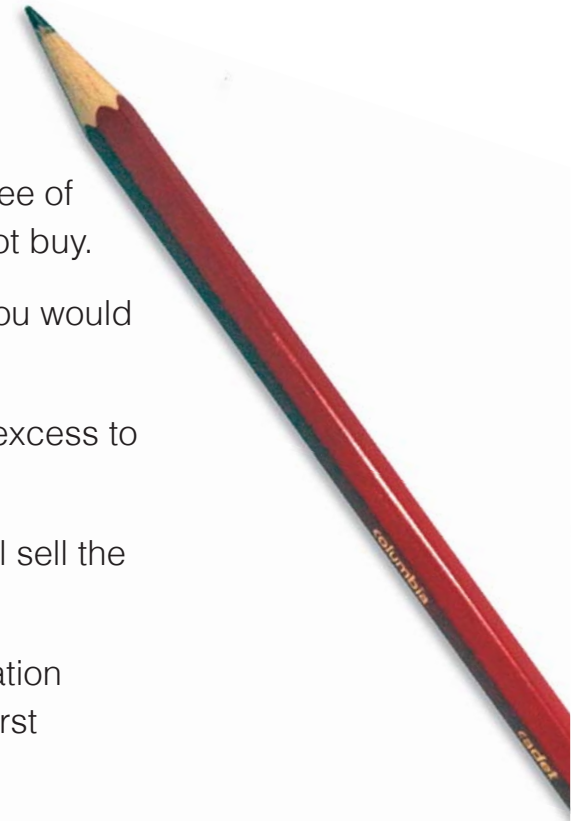 ee of
ot buy.
ou would
excess to
l sell the
ation
rst
columbia
cadet